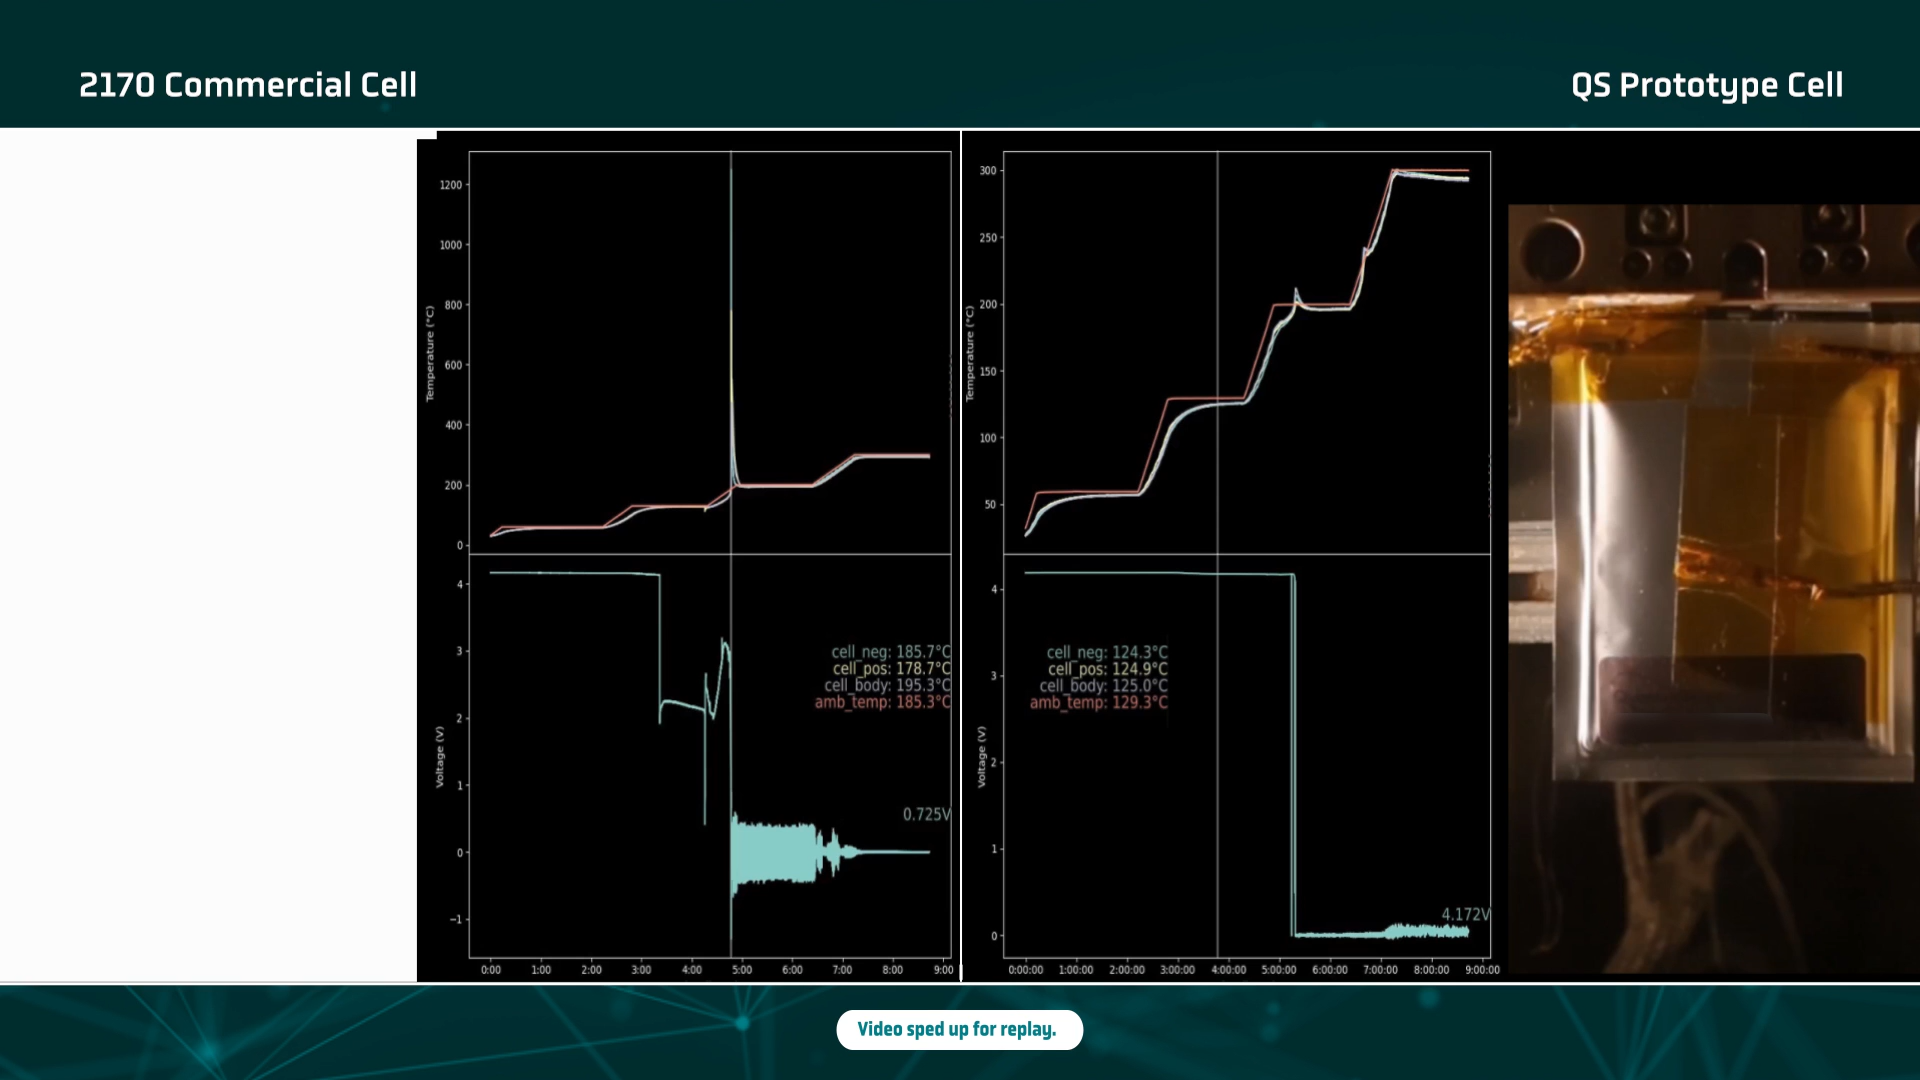 2170 Commercial Cell
QS Prototype Cell
1200
1000
800
600
400
200
0
Temperature (°C)
4
3
2
1
0
−1
Voltage (V)
cell_neg: 185.7°C
cell_pos: 178.7°C
cell_body: 195.3°C
amb_temp: 185.3°C
0.725V
0:00 1:00 2:00 3:00 4:00 5:00 6:00 7:00 8:00 9:00
300
250
200
150
100
50
Temperature (°C)
4
3
2
1
0
Voltage (V)
cell_neg: 124.3°C
cell_pos: 124.9°C
cell_body: 125.0°C
amb_temp: 129.3°C
4.172V
0:00:00 1:00:00 2:00:00 3:00:00 4:00:00 5:00:00 6:00:00 7:00:00 8:00:00 9:00:00
Video sped up for replay.